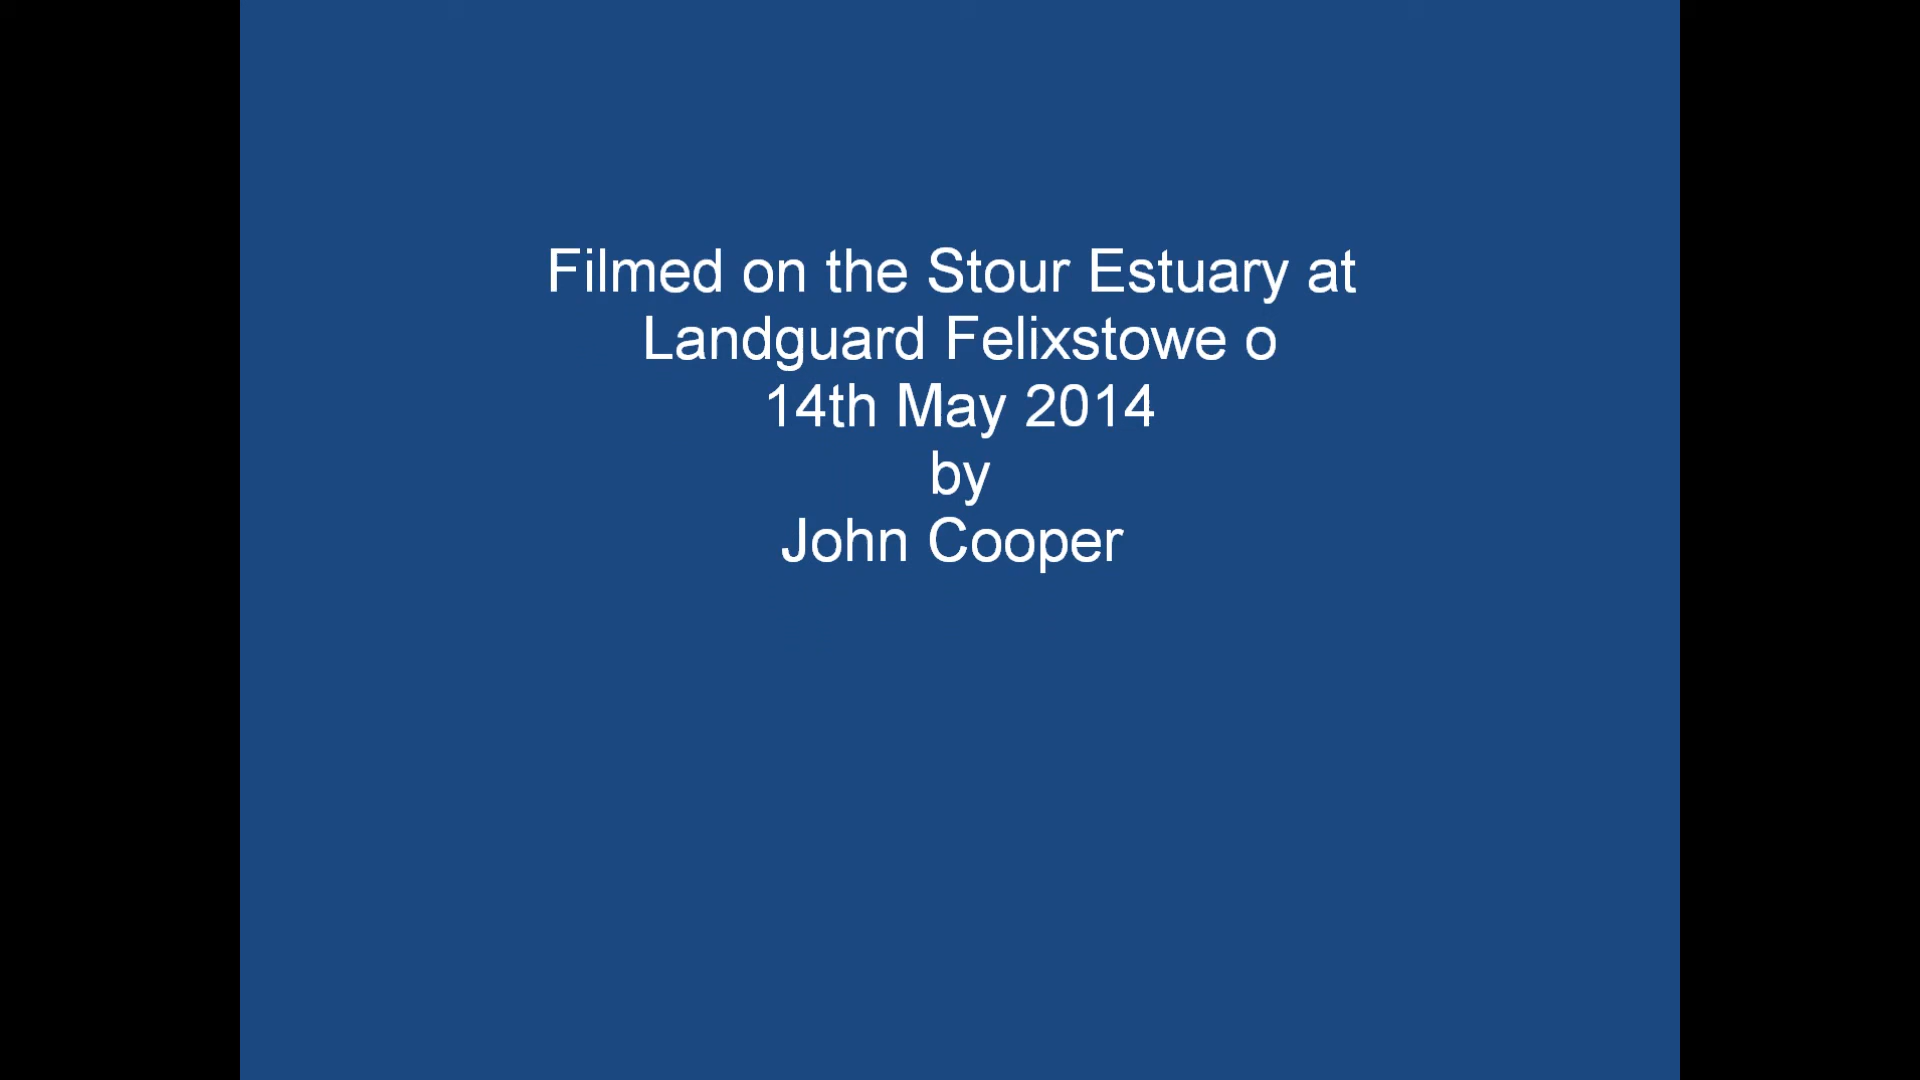 Filmed on the Stour Estuary at
Landguard Felixstowe o
14th May 2014
by
John Cooper